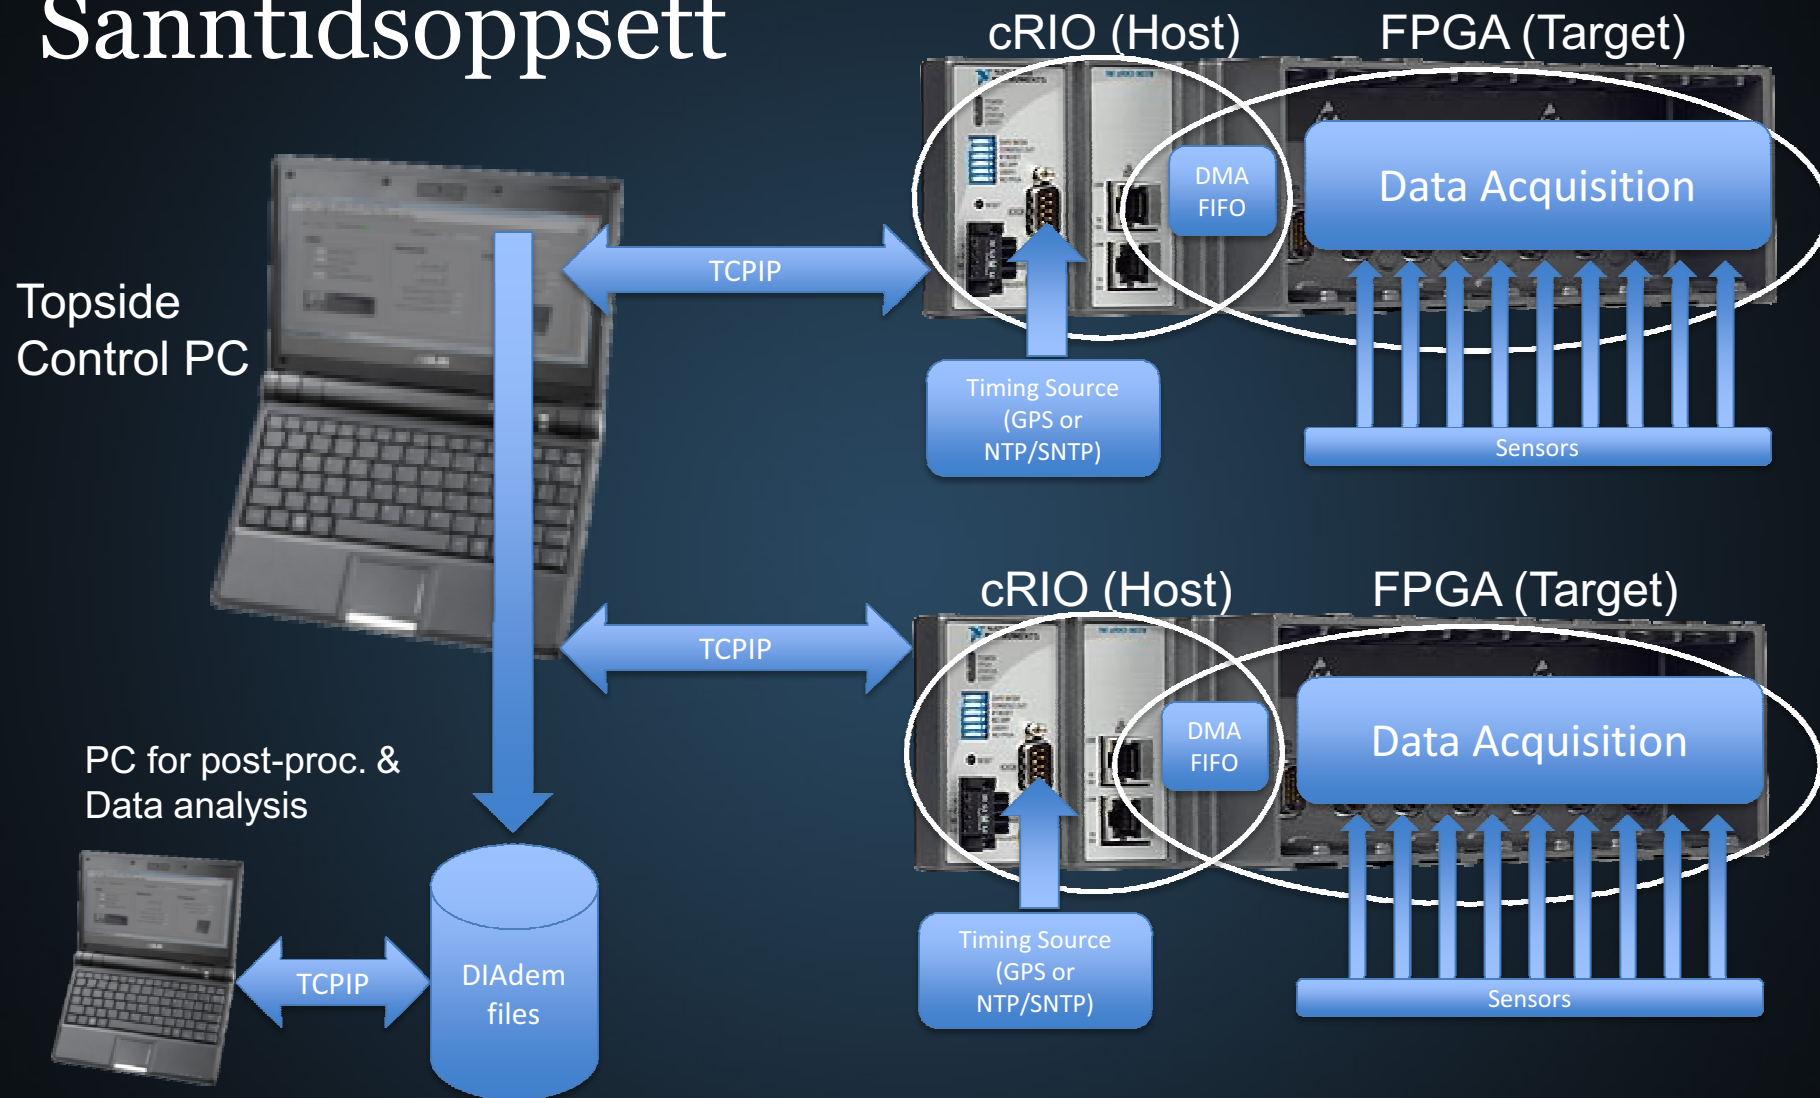 Sanntidsoppsett
cRIO (Host)
FPGA (Target)
DMA
FIFO
Data Acquisition
TCPIP
Topside
Control PC
Timing Source
(GPS or
NTP/SNTP)
Sensors
cRIO (Host)
FPGA (Target)
TCPIP
DMA
FIFO
Data Acquisition
PC for post-proc. &
Data analysis
Timing Source
(GPS or
NTP/SNTP)
TCPIP
DIAdem
files
Sensors